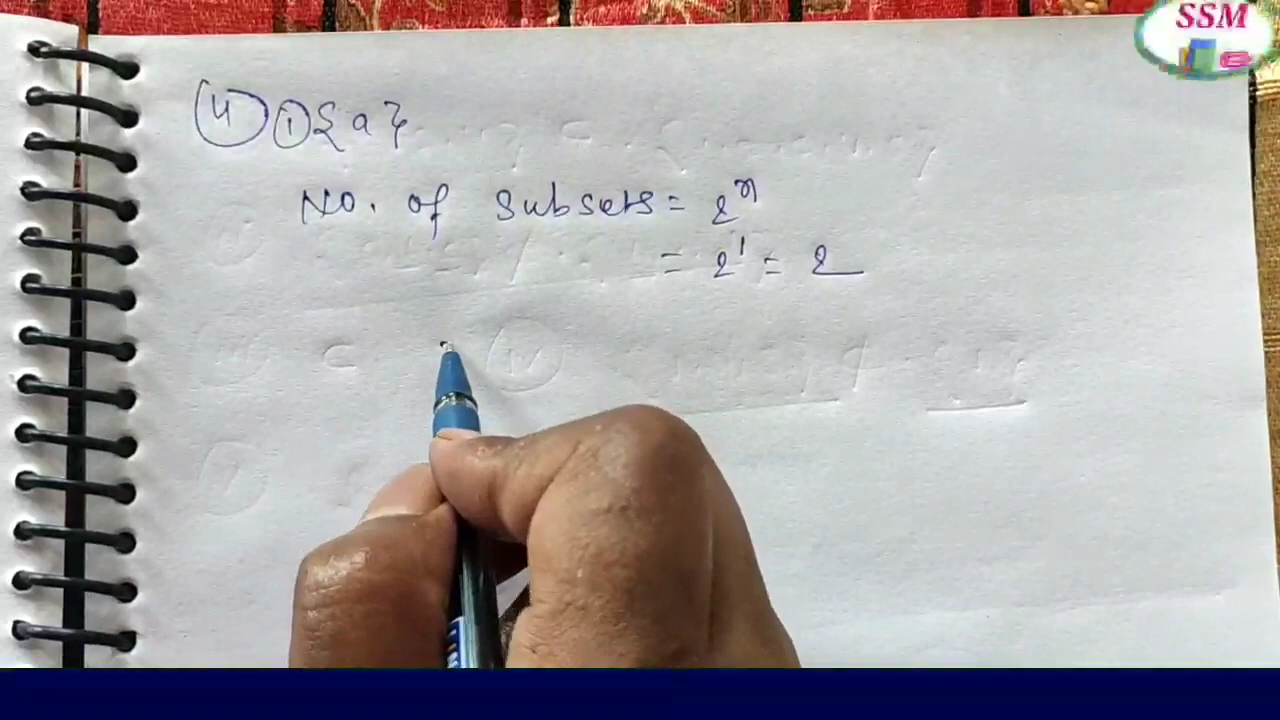 SSM
4 i {a}
No. of subsets = 2ⁿ
= 2¹ = 2